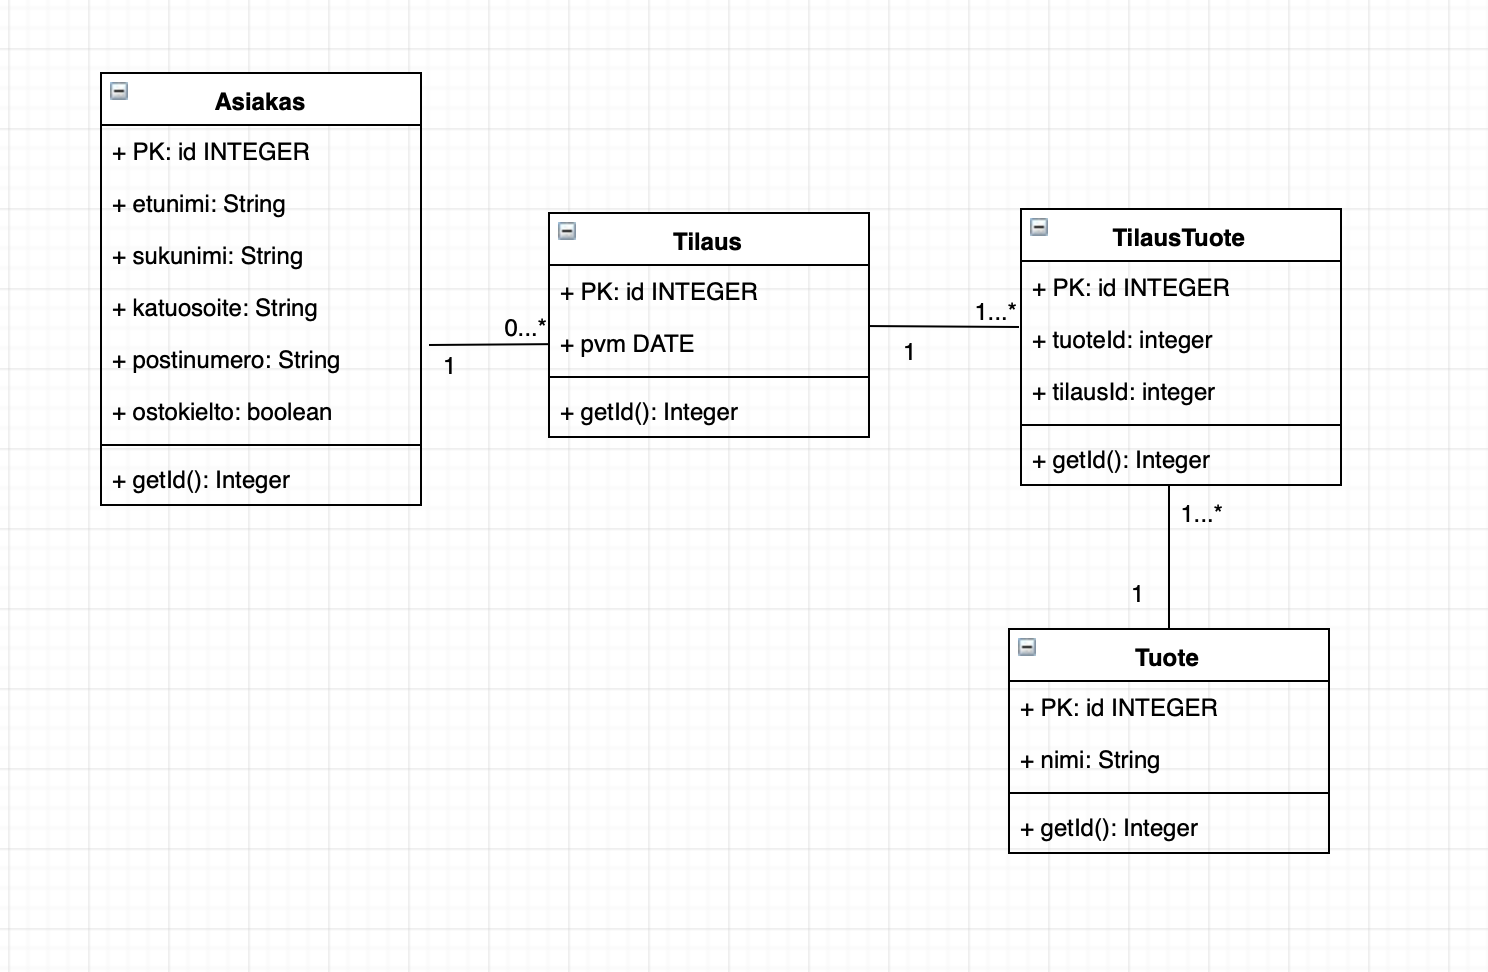 Asiakas
+ PK: id INTEGER
+ etunimi: String
+ sukunimi: String
+ katuosoite: String
+ postinumero: String
+ ostokielto: boolean
+ getId(): Integer
1
0...*
Tilaus
+ PK: id INTEGER
+ pvm DATE
+ getId(): Integer
1
1...*
TilausTuote
+ PK: id INTEGER
+ tuoteId: integer
+ tilausId: integer
+ getId(): Integer
1...*
1
Tuote
+ PK: id INTEGER
+ nimi: String
+ getId(): Integer